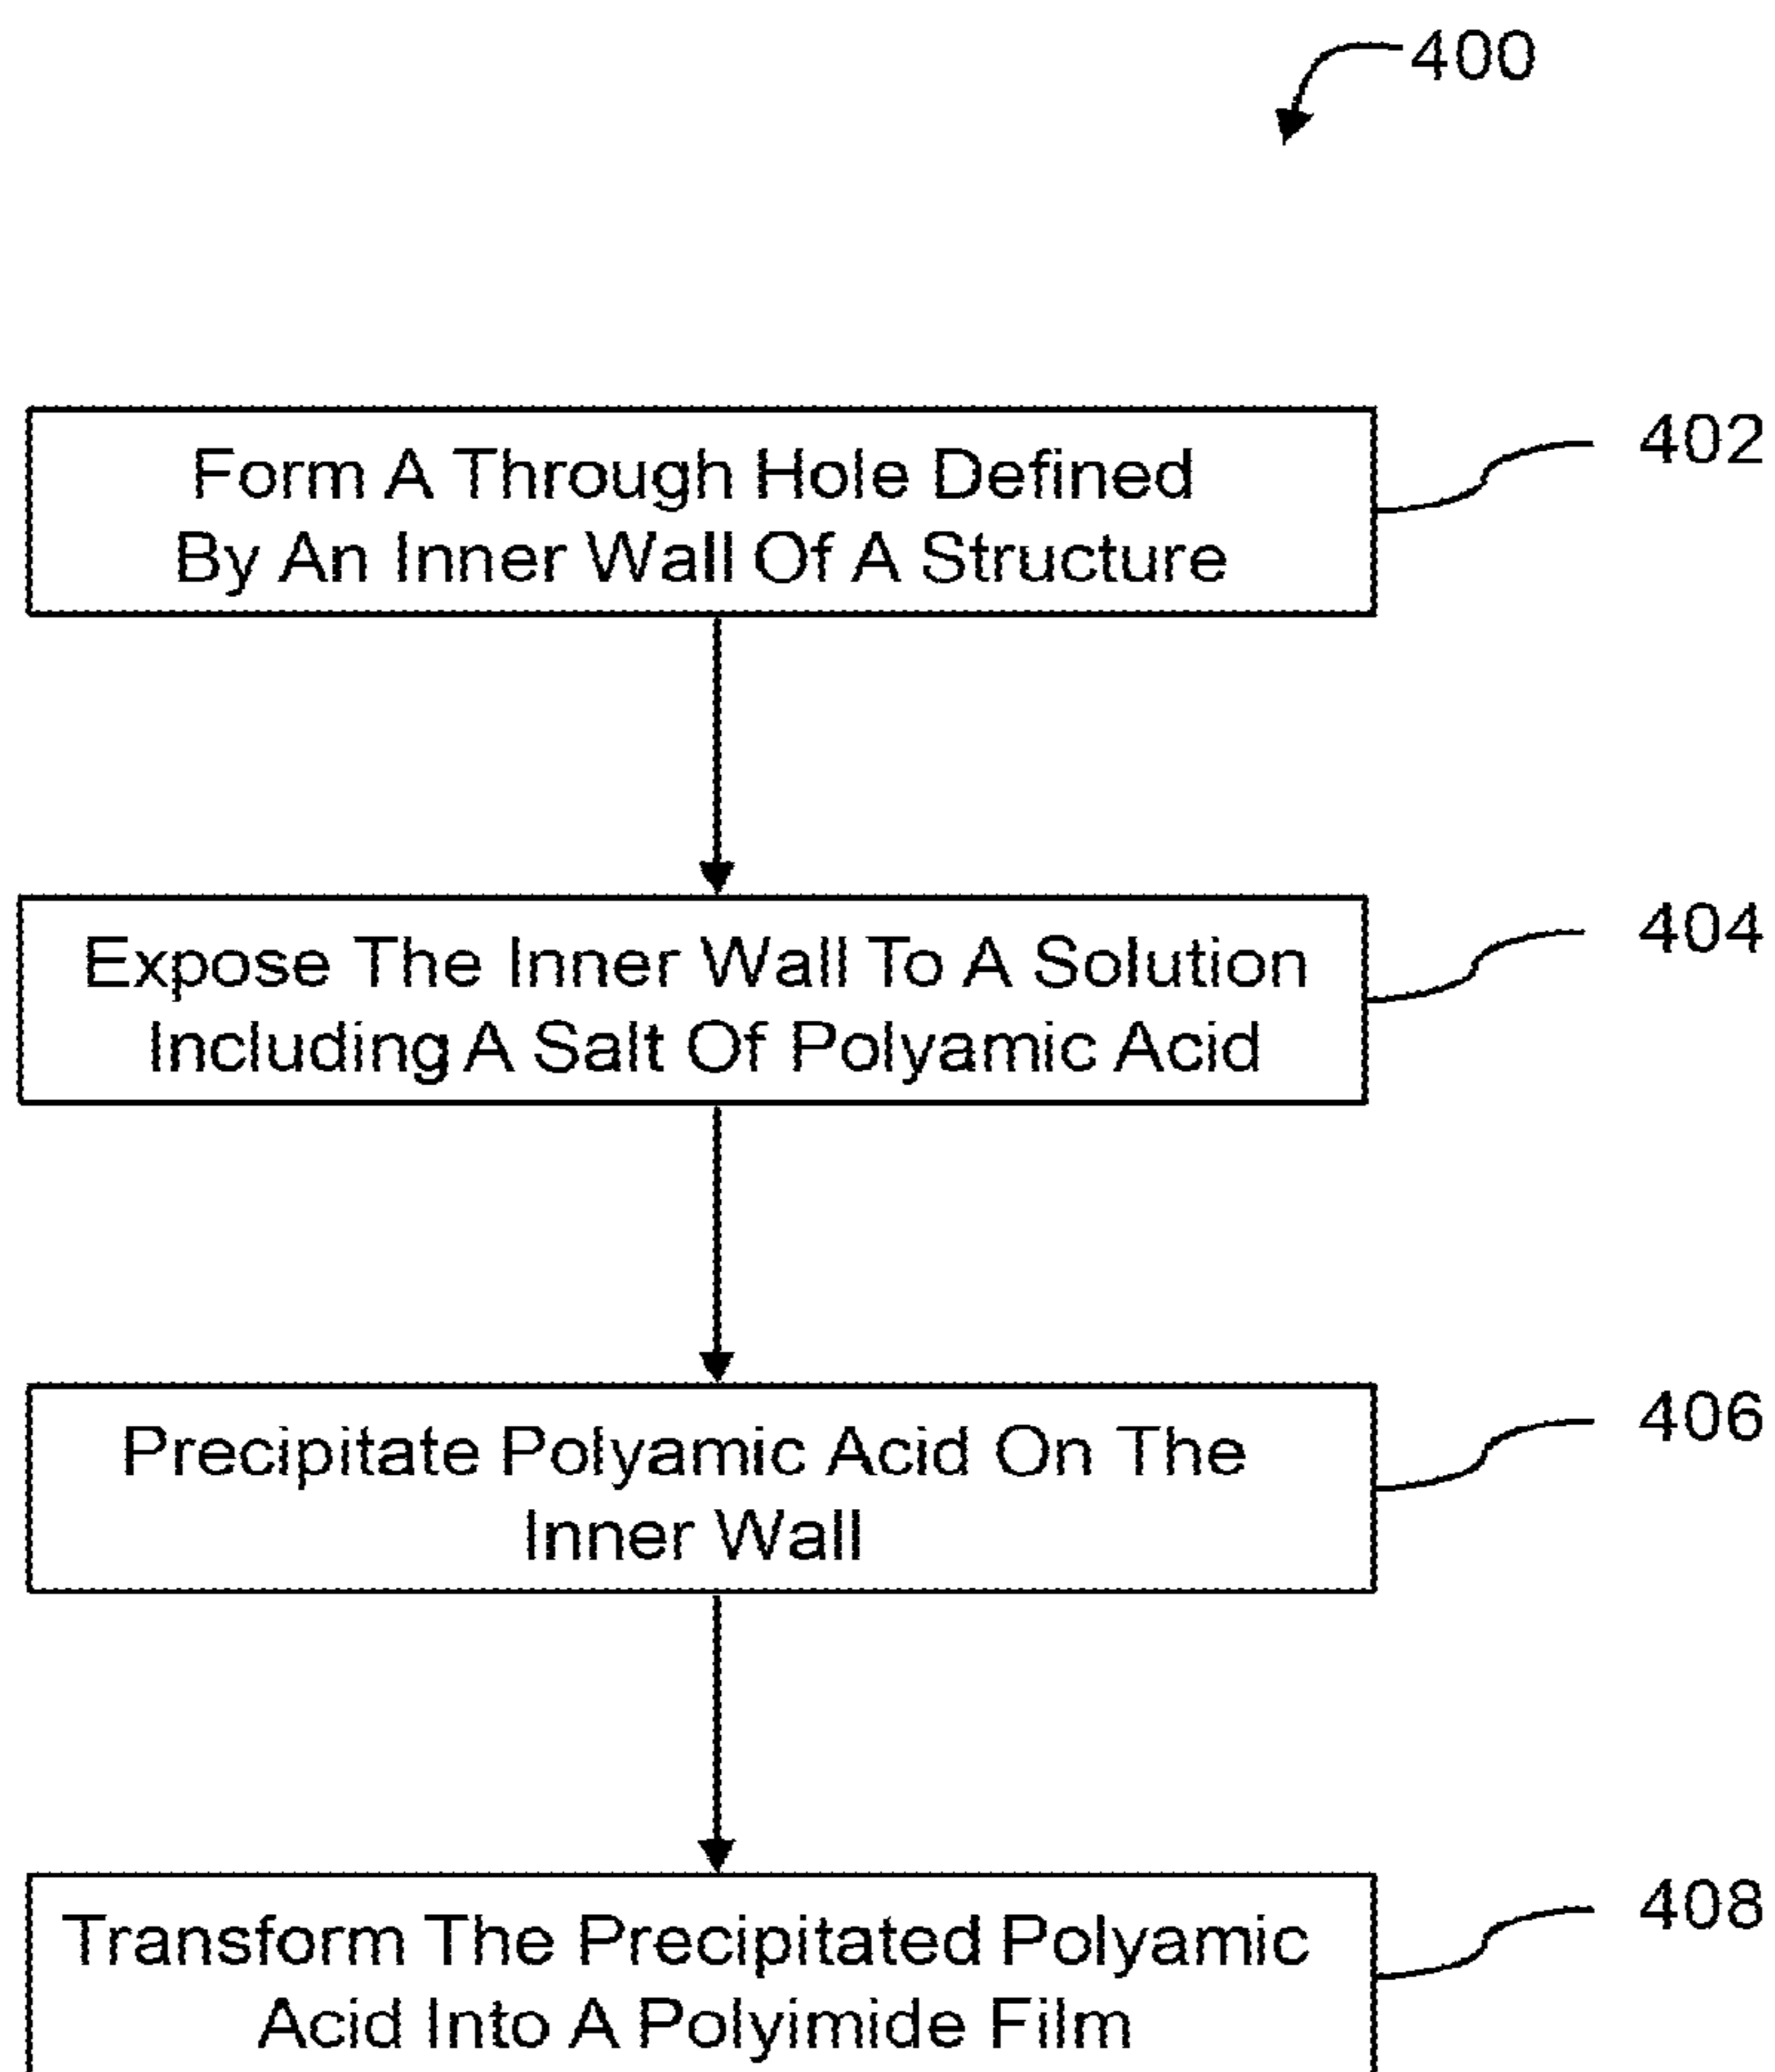 400
Form A Through Hole Defined
By An Inner Wall Of A Structure
402
Expose The Inner Wall To A Solution
Including A Salt Of Polyamic Acid
404
Precipitate Polyamic Acid On The
Inner Wall
406
Transform The Precipitated Polyamic
Acid Into A Polyimide Film
408